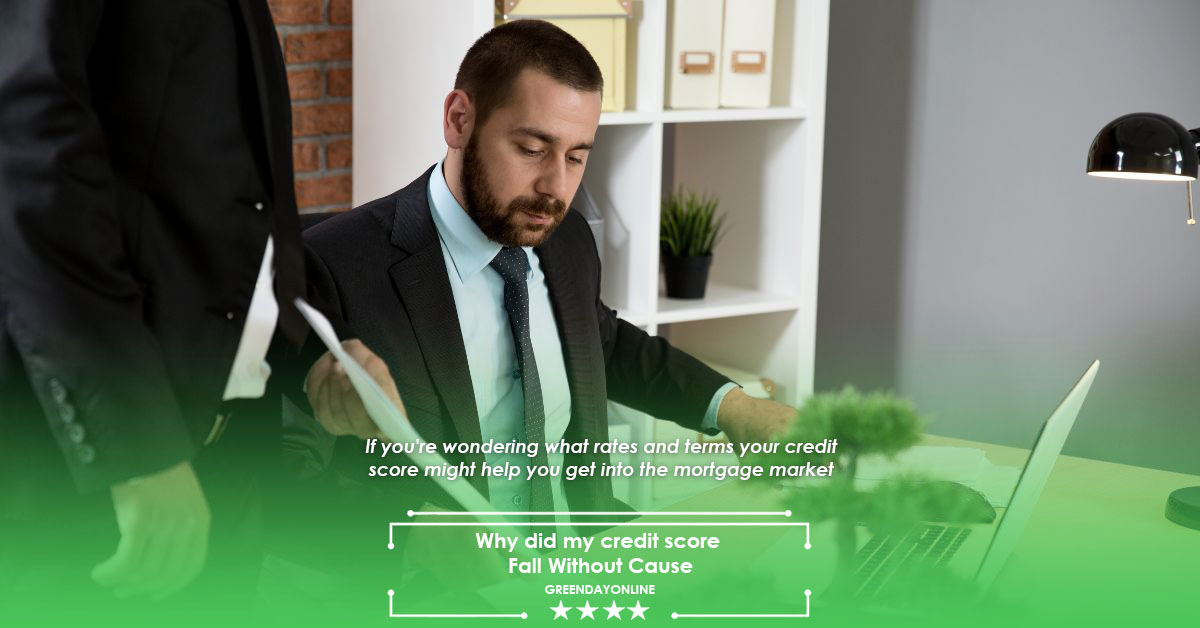 If you're wondering what rates and terms your credit
score might help you get into the mortgage market
Why did my credit score
Fall Without Cause
GREENDAYONLINE